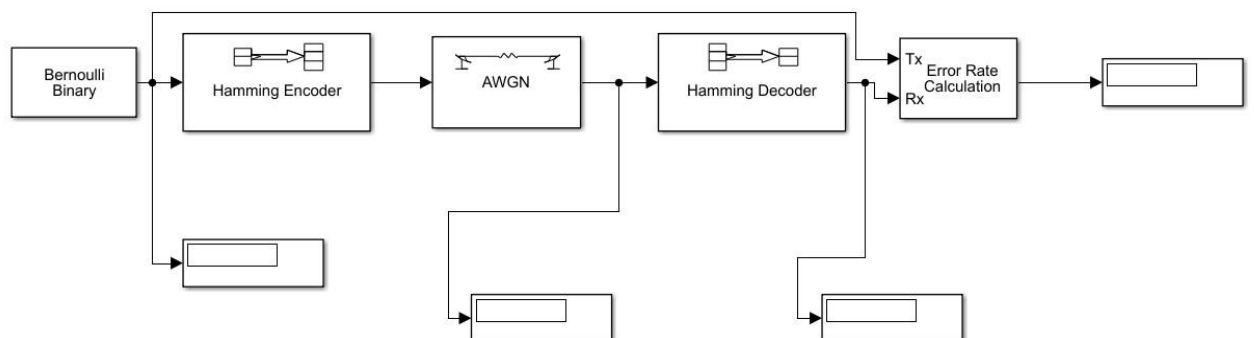 Bernoulli
Binary
Hamming Encoder
AWGN
Hamming Decoder
Tx
Rx
Error Rate
Calculation